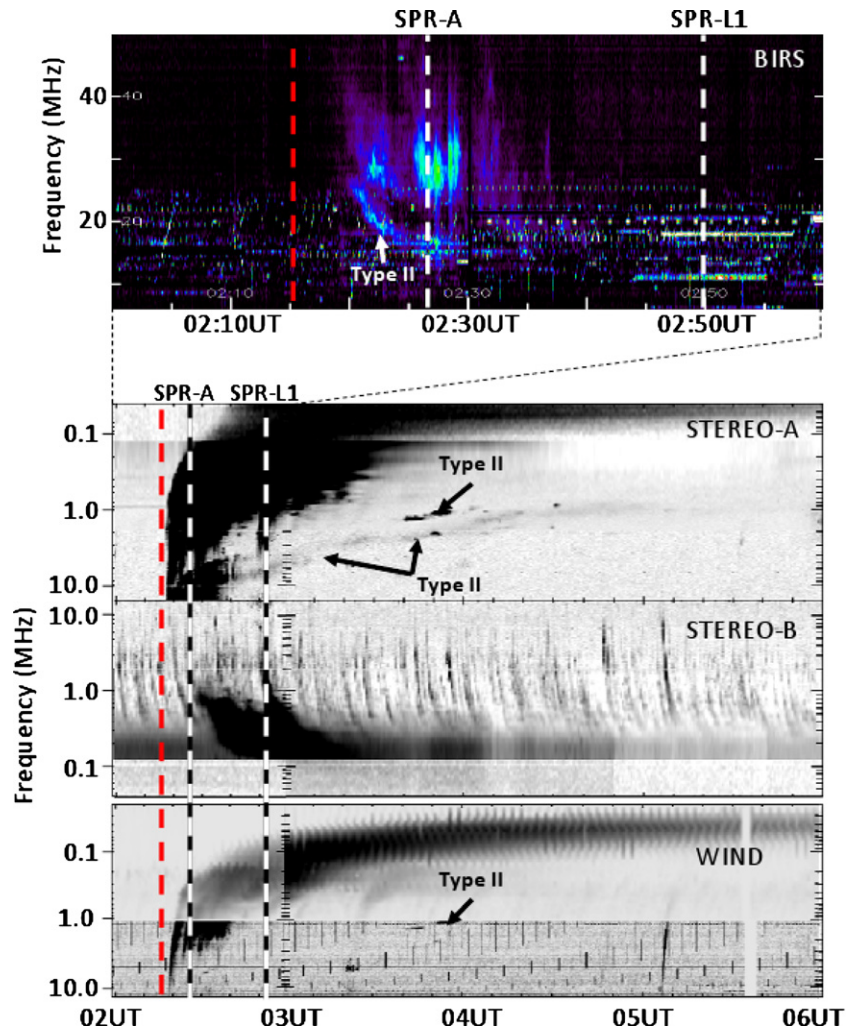 SPR-A SPR-L1
BIRS
Frequency (MHz)
40 40
20 20
Type II
02:10 02:30 02:50
02:10UT 02:30UT 02:50UT
SPR-A SPR-L1
STEREO-A
0.1
Type II
1.0
Type II
10.0
Frequency (MHz)
10.0
STEREO-B
1.0
0.1
WIND
0.1
Type II
1.0
10.0
02UT 03UT 04UT 05UT 06UT